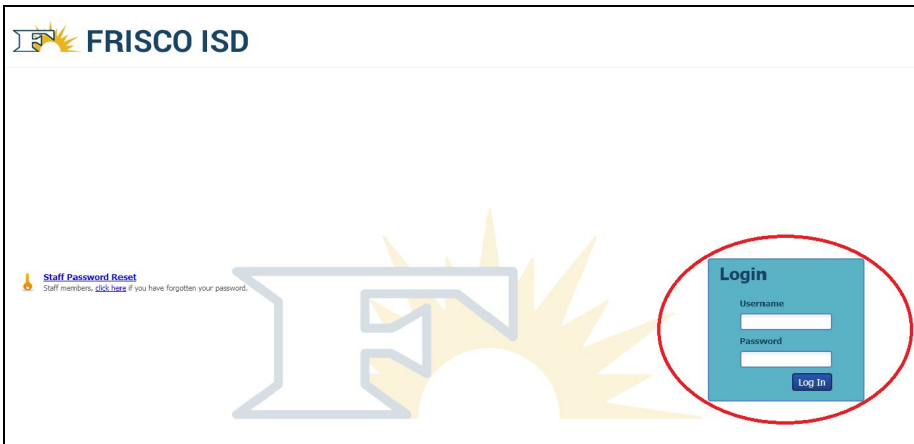 FRISCO ISD
Staff Password Reset
Staff members, click here if you have forgotten your password.
Login
Username
Password
Log In